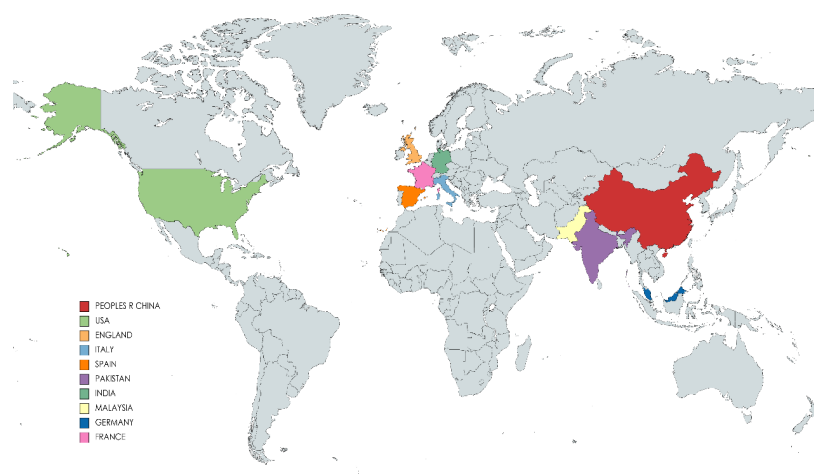 PEOPLES R CHINA
USA
ENGLAND
ITALY
SPAIN
PAKISTAN
INDIA
MALAYSIA
GERMANY
FRANCE